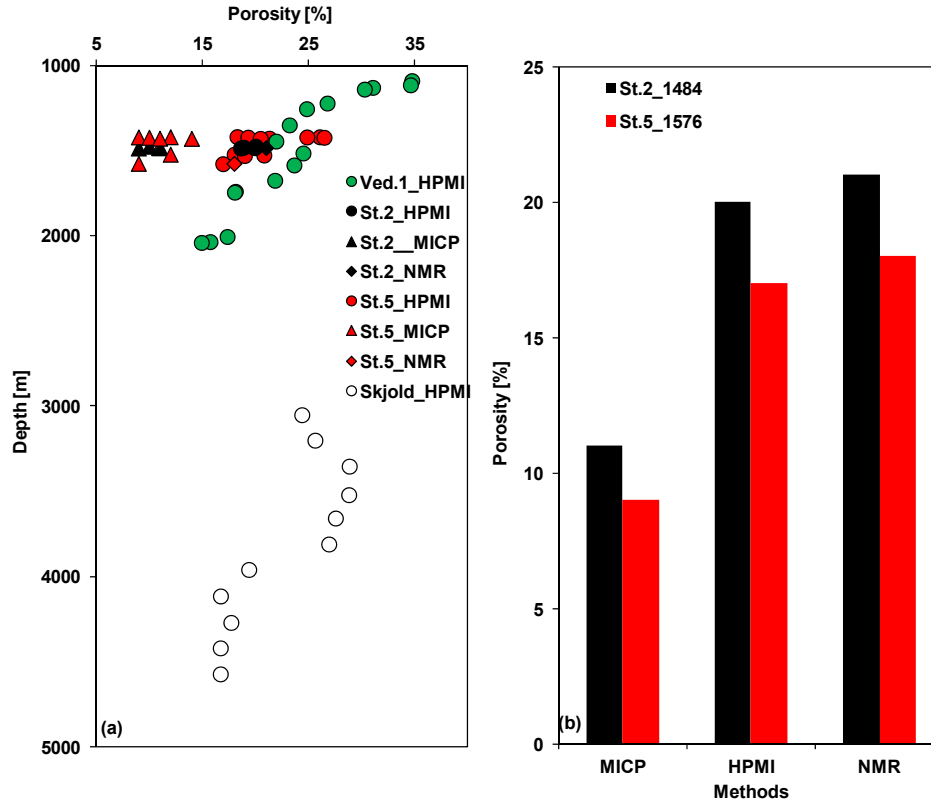 Porosity [%]
5 15 25 35
1000
2000
3000
4000
5000
Depth [m]
Ved.1_HPMI
St.2_HPMI
St.2__MICP
St.2_NMR
St.5_HPMI
St.5_MICP
St.5_NMR
Skjold_HPMI
(a)
25
20
15
10
5
0
Porosity [%]
St.2_1484
St.5_1576
(b)
MICP HPMI NMR
Methods